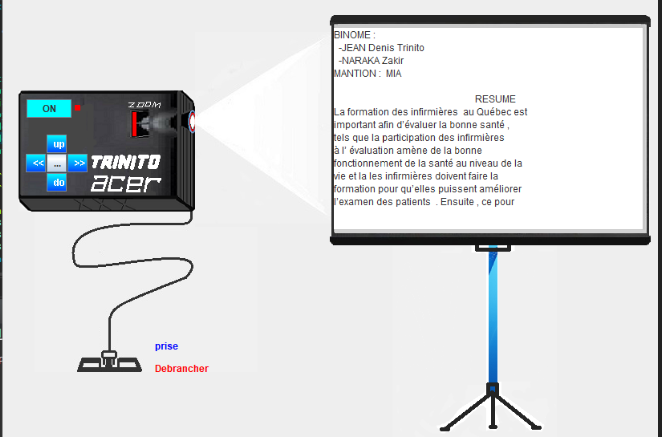 ON
ZOOM
up
<<
...
>>
do
TRINITO
acer
prise
Debrancher
BINOME :
-JEAN Denis Trinito
-NARAKA Zakir
MANTION : MIA
RESUME
La formation des infirmières au Québec est
important afin d'évaluer la bonne santé ,
tels que la participation des infirmières
à l' évaluation amène de la bonne
fonctionnement de la santé au niveau de la
vie et la les infirmières doivent faire la
formation pour qu'elles puissent améliorer
l'examen des patients . Ensuite , ce pour